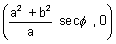 (a² + b²/a secϕ , 0)